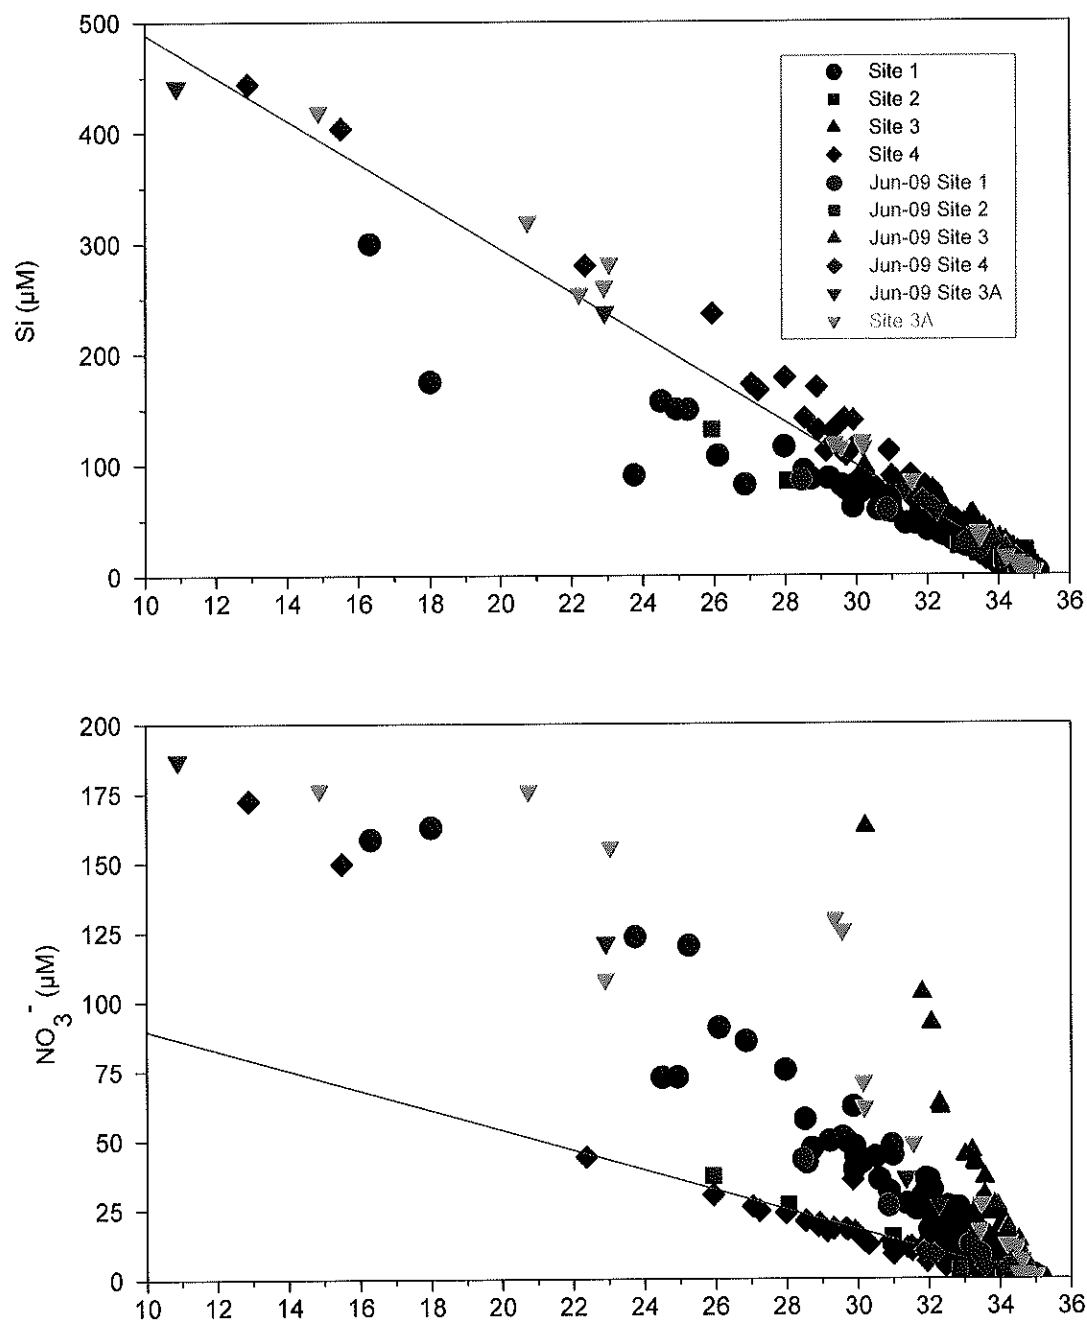 500
400
300
200
100
0
Si (µM)
Site 1
Site 2
Site 3
Site 4
Jun-09 Site 1
Jun-09 Site 2
Jun-09 Site 3
Jun-09 Site 4
Jun-09 Site 3A
Site 3A
10 12 14 16 18 20 22 24 26 28 30 32 34 36
200
175
150
125
100
75
50
25
0
NO3- (µM)
10 12 14 16 18 20 22 24 26 28 30 32 34 36